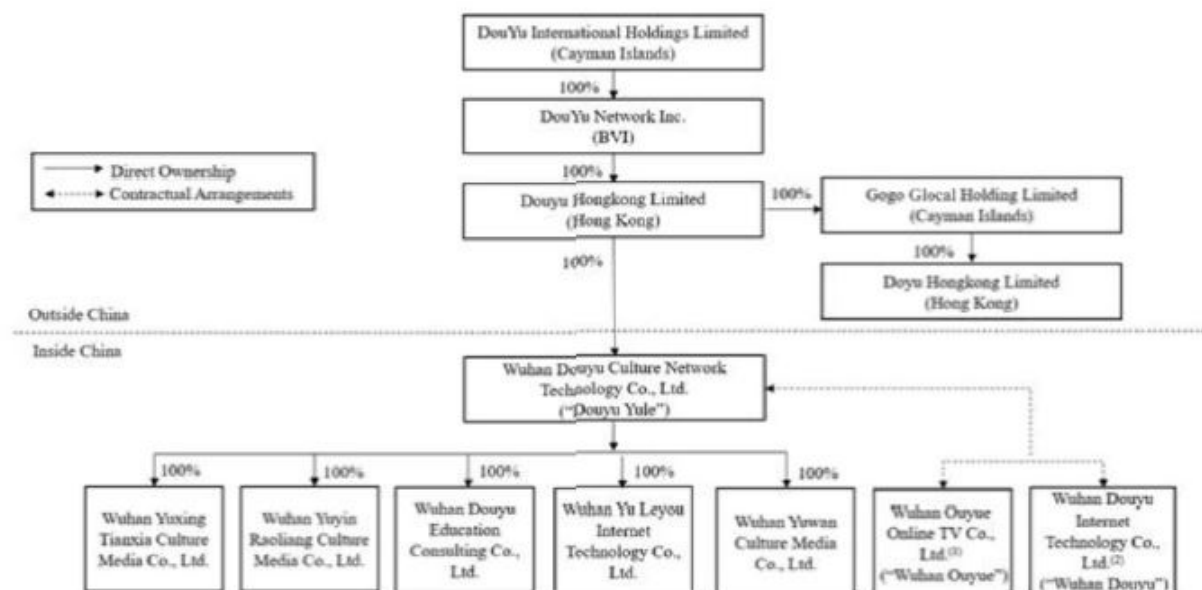 DouYu International Holdings Limited
(Cayman Islands)
100%
DouYu Network Inc.
(BVI)
Direct Ownership
Contractual Arrangements
100%
Douyu Hongkong Limited
(Hong Kong)
100%
Gogo Glocal Holding Limited
(Cayman Islands)
100%
100%
Doyu Hongkong Limited
(Hong Kong)
Outside China
Inside China
Wuhan Douyu Culture Network
Technology Co., Ltd.
(“Douyu Yule”)
100%
100%
100%
100%
100%
Wuhan Yuxing
Tianxia Culture
Media Co., Ltd.
Wuhan Yuyin
Raoliang Culture
Media Co., Ltd.
Wuhan Douyu
Education
Consulting Co.,
Ltd.
Wuhan Yu Leyou
Internet
Technology Co.,
Ltd.
Wuhan Yuwan
Culture Media
Co., Ltd.
Wuhan Ouyue
Online TV Co.,
Ltd.
(“Wuhan Ouyue”)
Wuhan Douyu
Internet
Technology Co.,
Ltd.(2)
(“Wuhan Douyu”)